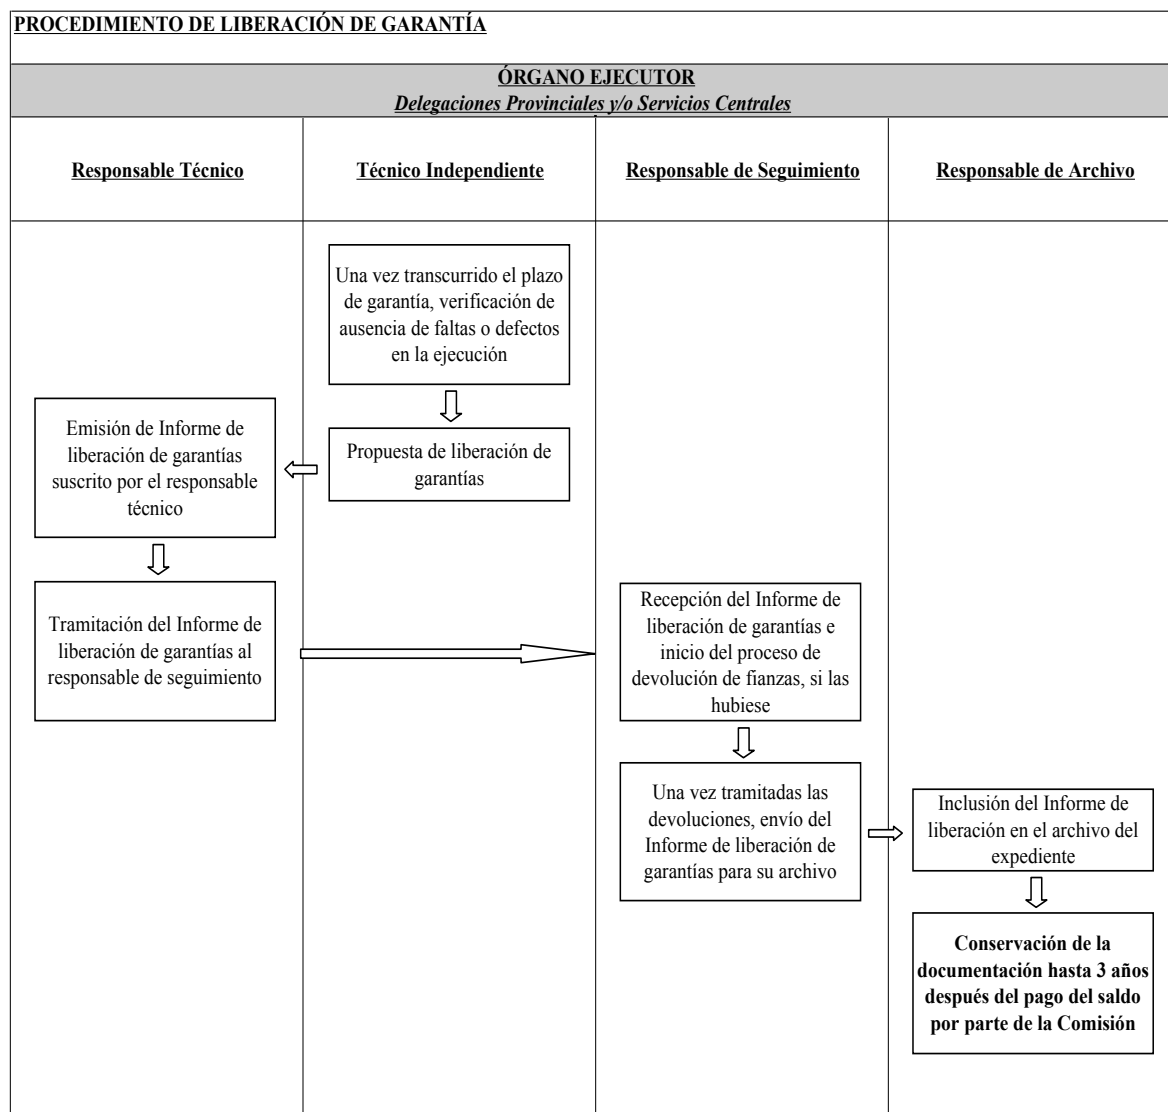 PROCEDIMIENTO DE LIBERACIÓN DE GARANTÍA
ÓRGANO EJECUTOR
Delegaciones Provinciales y/o Servicios Centrales
Responsable Técnico
Técnico Independiente
Responsable de Seguimiento
Responsable de Archivo
Una vez transcurrido el plazo
de garantía, verificación de
ausencia de faltas o defectos
en la ejecución
Propuesta de liberación de
garantías
Emisión de Informe de
liberación de garantías
suscrito por el responsable
técnico
Tramitación del Informe de
liberación de garantías al
responsable de seguimiento
Recepción del Informe de
liberación de garantías e
inicio del proceso de
devolución de fianzas, si las
hubiese
Una vez tramitadas las
devoluciones, envío del
Informe de liberación de
garantías para su archivo
Inclusión del Informe de
liberación en el archivo del
expediente
Conservación de la
documentación hasta 3 años
después del pago del saldo
por parte de la Comisión